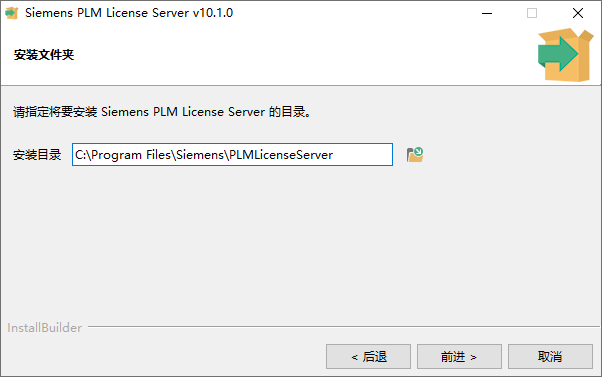 Siemens PLM License Server v10.1.0
安装文件夹
请指定将要安装 Siemens PLM License Server 的目录。
安装目录 C:\Program Files\Siemens\PLMLicenseServer
InstallBuilder
< 后退 前进 > 取消